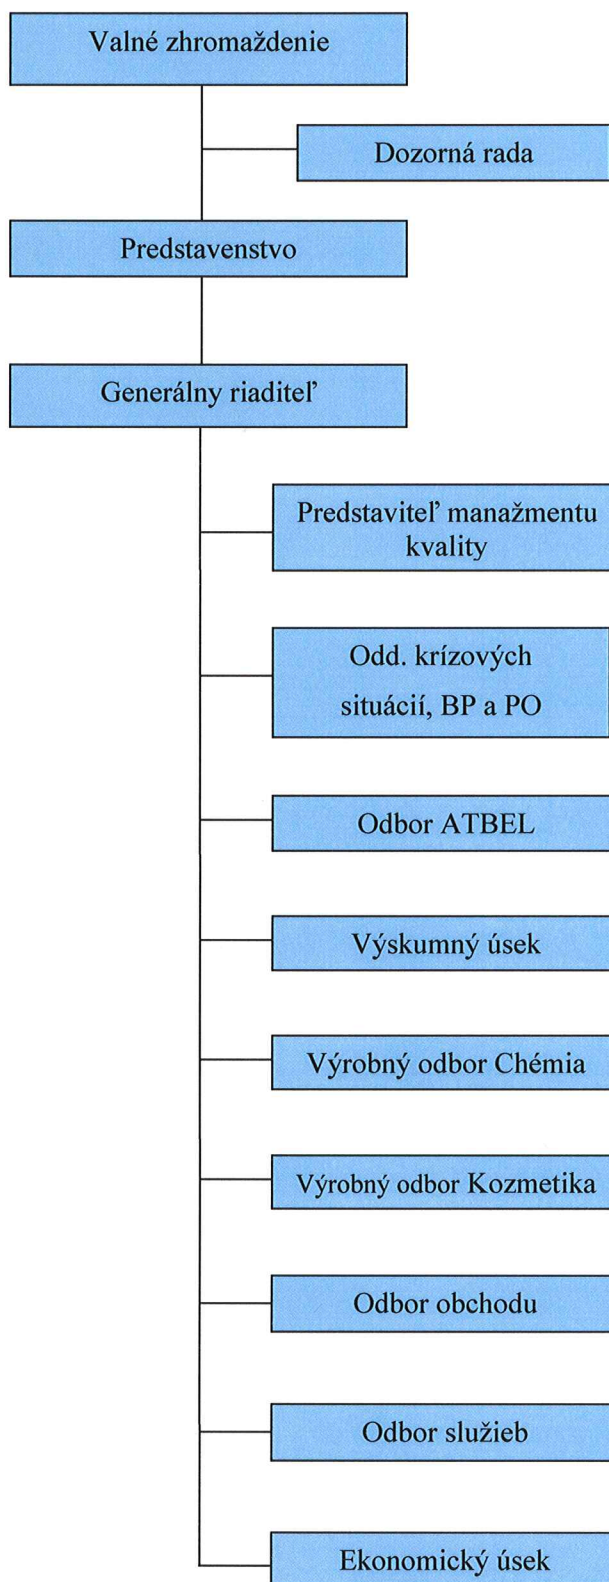 Valné zhromaždenie
Dozorná rada
Predstavenstvo
Generálny riaditeľ
Predstaviteľ manažmentu
kvality
Odd. krízových
situácií, BP a PO
Odbor ATBEL
Výskumný úsek
Výrobný odbor Chémia
Výrobný odbor Kozmetika
Odbor obchodu
Odbor služieb
Ekonomický úsek